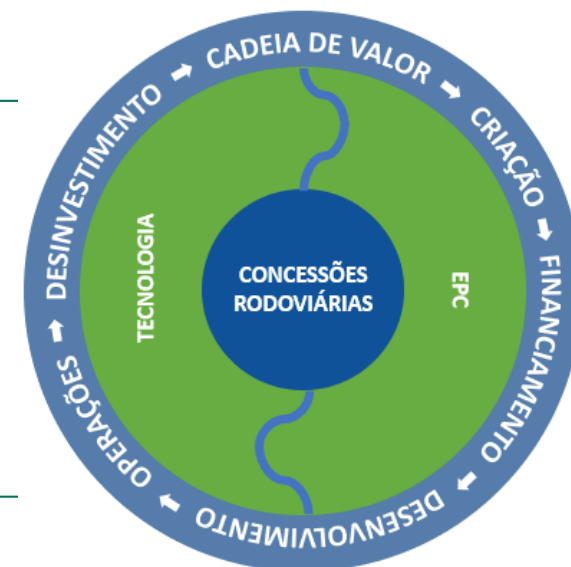 CADEIA DE VALOR
CRIAÇÃO
FINANCIAMENTO
DESENVOLVIMENTO
OPERAÇÕES
DESINVESTIMENTO
TECNOLOGIA
CONCESSÕES
RODOVIÁRIAS
EPC